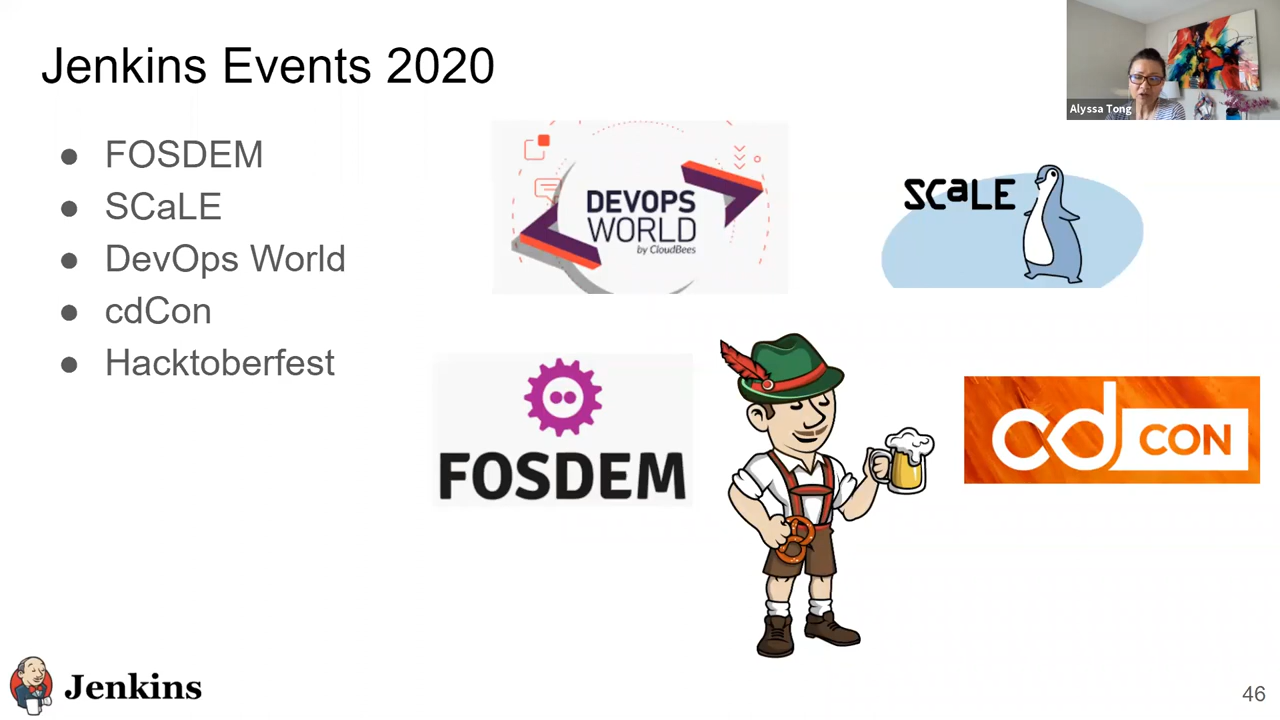 Jenkins Events 2020
Alyssa Tong
● FOSDEM
● SCaLE
● DevOps World
● cdCon
● Hacktoberfest
DEVOPS
WORLD
by CloudBees
SCaLE
FOSDEM
cd CON
Jenkins
46